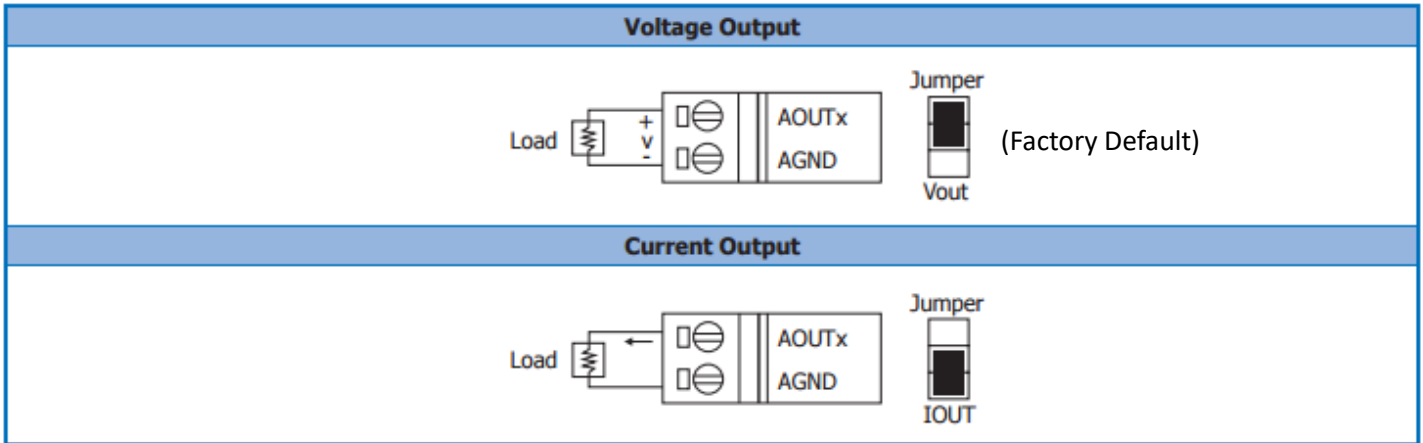 Voltage Output
Jumper
Load
+
V
-
AOUTx
AGND
(Factory Default)
Vout
Current Output
Jumper
Load
AOUTx
AGND
IOUT